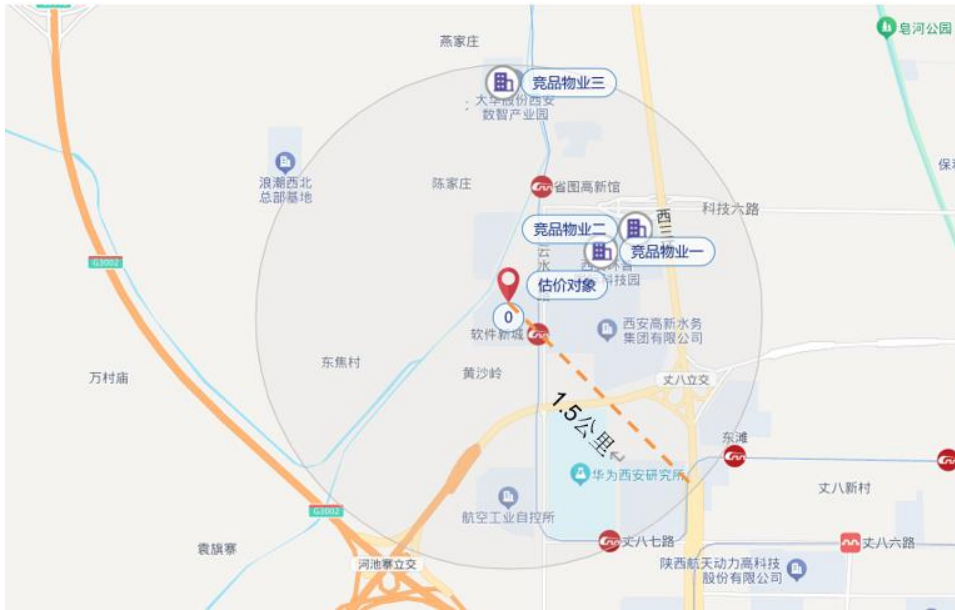 燕家庄
皂河公园
竞品物业三
大华股份西安
数智产业园
浪潮西北
总部基地
陈家庄
省图高新馆
保利
科技六路
西三环
竞品物业二
竞品物业一
云水
科技园
G3002
估价对象
0
软件新城
西安高新水务
集团有限公司
东焦村
黄沙岭
万村庙
丈八立交
1.5公里
东滩
华为西安研究所
丈八新村
G3002
航空工业自控所
袁旗寨
丈八七路
丈八六路
河池寨立交
陕西航天动力高科技
股份有限公司